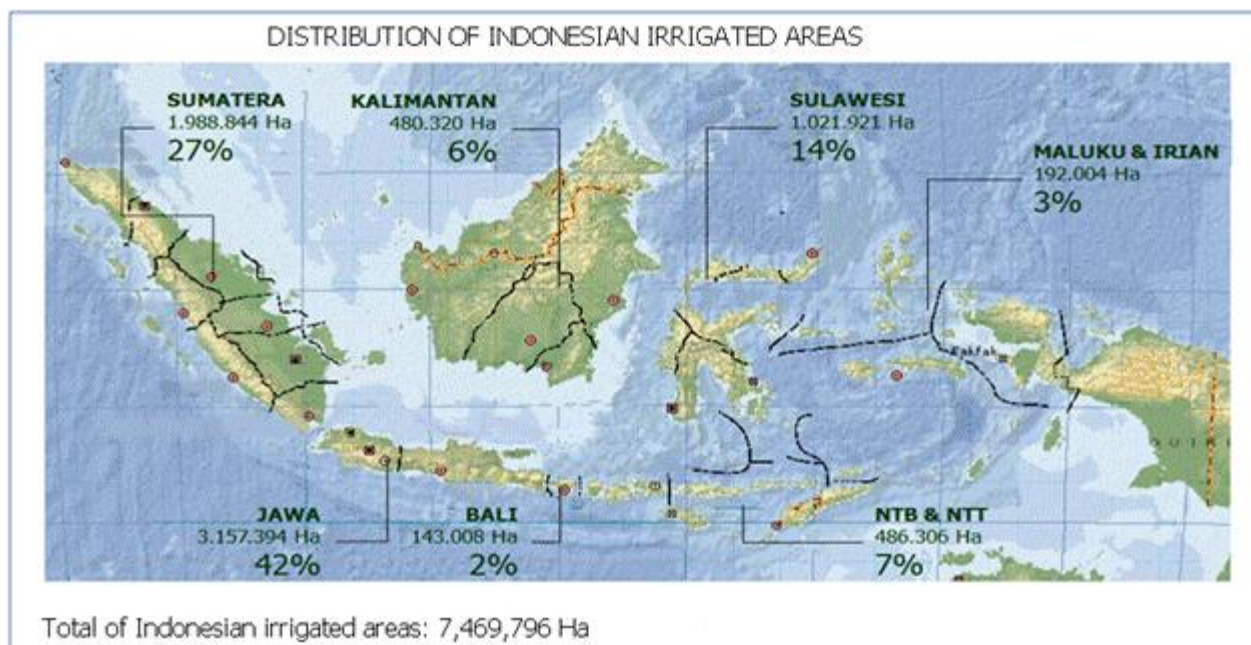 DISTRIBUTION OF INDONESIAN IRRIGATED AREAS
SUMATERA
1.988.844 Ha
27%
KALIMANTAN
480.320 Ha
6%
SULAWESI
1.021.921 Ha
14%
MALUKU & IRIAN
192.004 Ha
3%
Fakfak
JAWA
3.157.394 Ha
42%
BALI
143.008 Ha
2%
NTB & NTT
486.306 Ha
7%
Total of Indonesian irrigated areas: 7,469,796 Ha